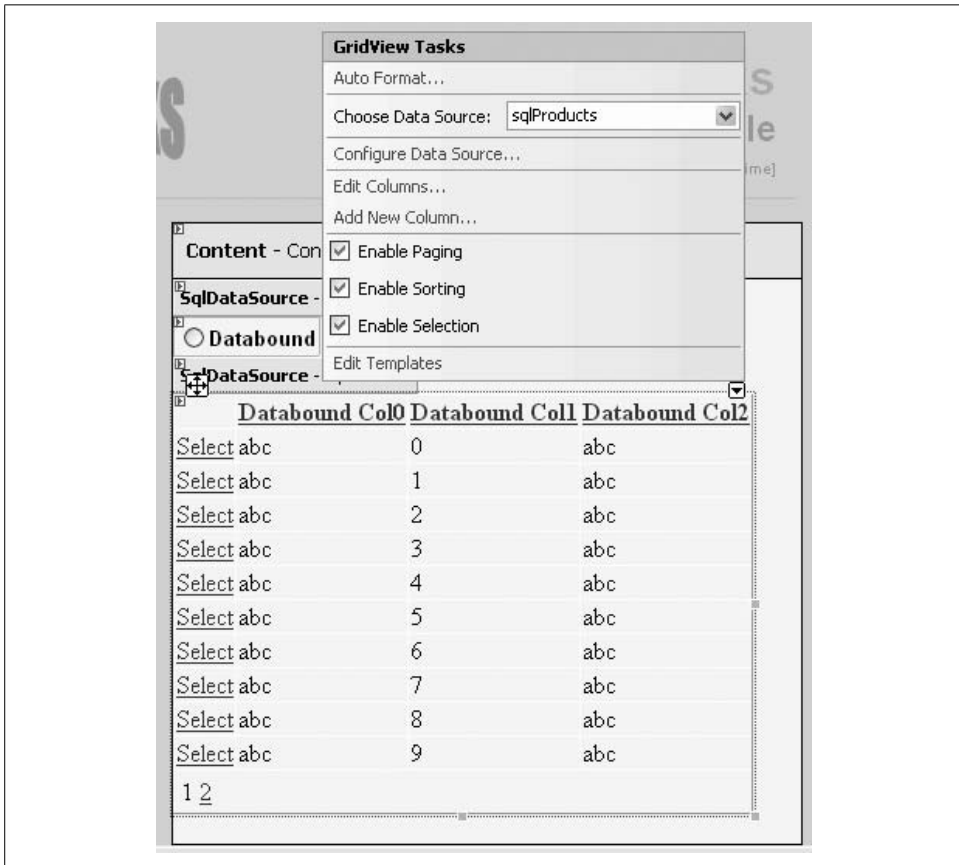 GridView Tasks
Auto Format...
Choose Data Source: sqlProducts
Configure Data Source...
Edit Columns...
Add New Column...
Enable Paging
Enable Sorting
Enable Selection
Edit Templates
KS
S
le
ime]
Content - Con
SqlDataSource -
Databound
SqlDataSource -
Databound Col0 Databound Col1 Databound Col2
Select abc 0 abc
Select abc 1 abc
Select abc 2 abc
Select abc 3 abc
Select abc 4 abc
Select abc 5 abc
Select abc 6 abc
Select abc 7 abc
Select abc 8 abc
Select abc 9 abc
1 2